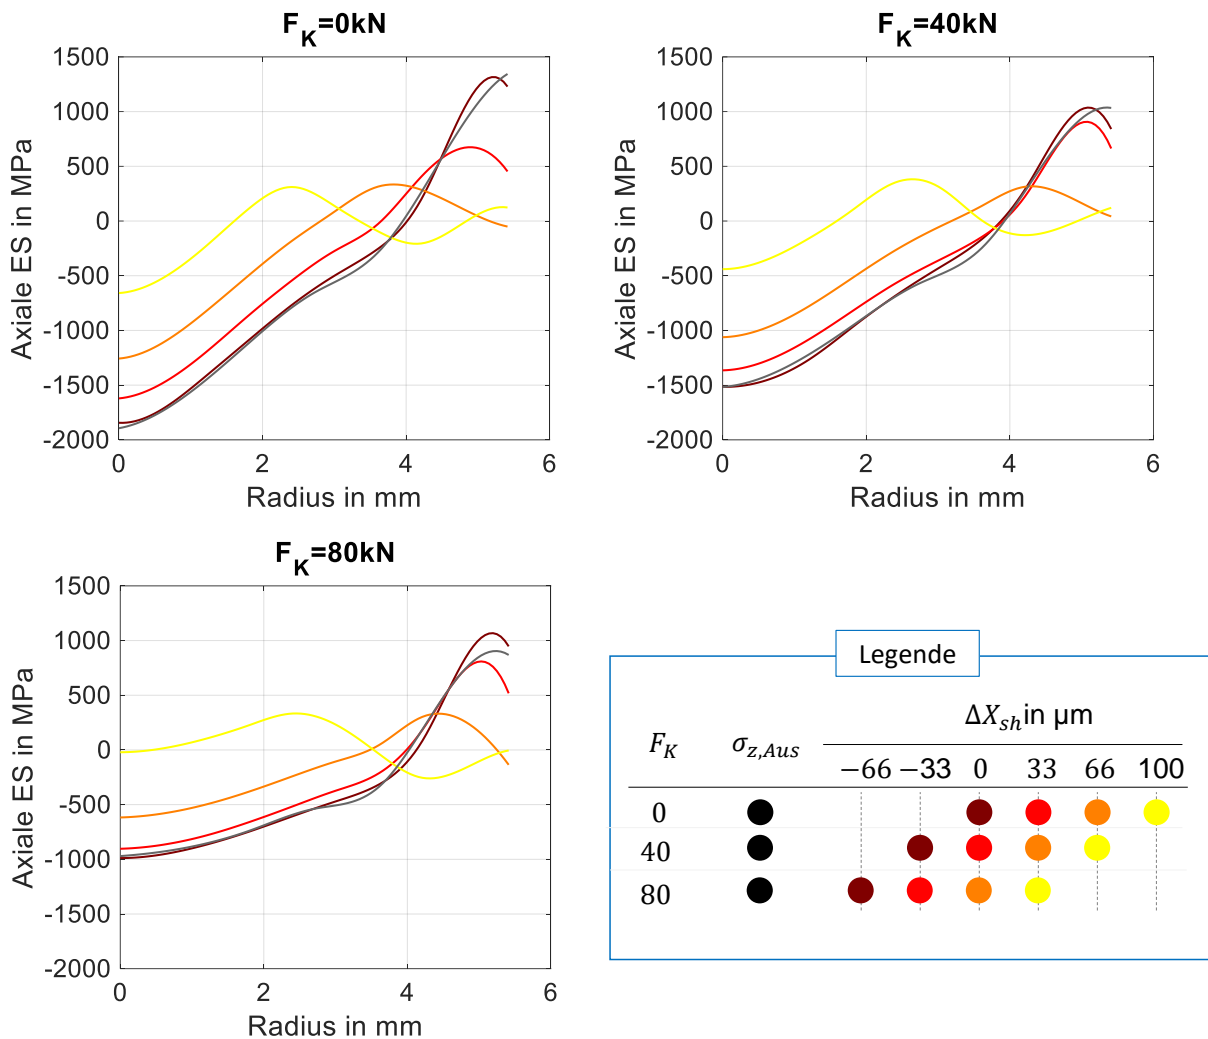 F_K=0kN
1500
1000
500
0
-500
-1000
-1500
-2000
Axiale ES in MPa
0 2 4 6
Radius in mm
F_K=40kN
1500
1000
500
0
-500
-1000
-1500
-2000
Axiale ES in MPa
0 2 4 6
Radius in mm
F_K=80kN
1500
1000
500
0
-500
-1000
-1500
-2000
Axiale ES in MPa
0 2 4 6
Radius in mm
Legende
F_K σ_{z,Aus} ΔX_{sh} in µm
−66 −33 0 33 66 100
0
40
80